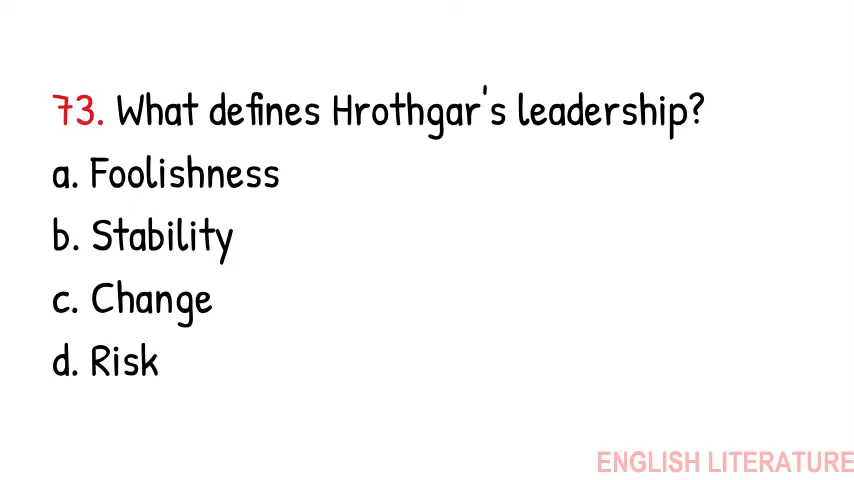 73. What defines Hrothgar's leadership?
a. Foolishness
b. Stability
c. Change
d. Risk
ENGLISH LITERATURE